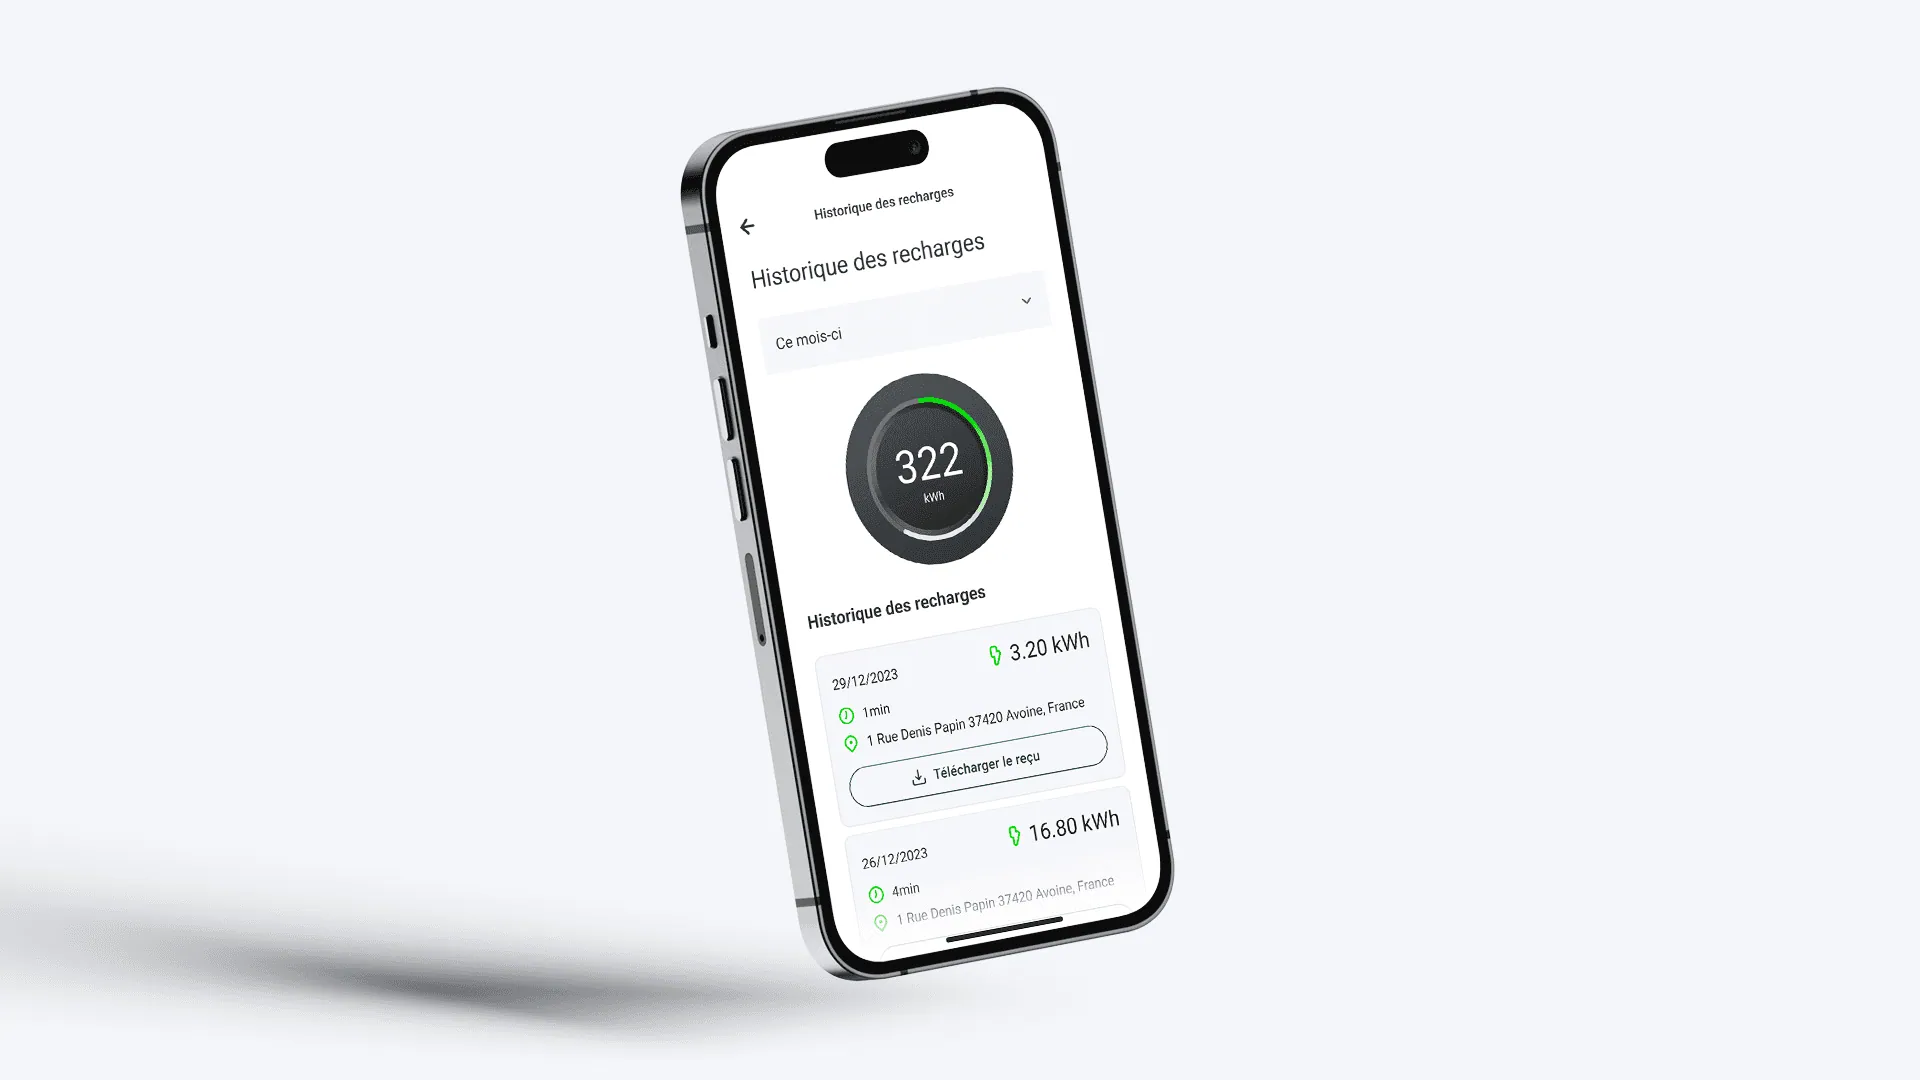 Historique des recharges
Historique des recharges
Ce mois-ci
322
kWh
Historique des recharges
29/12/2023
3.20 kWh
1min
1 Rue Denis Papin 37420 Avoine, France
Télécharger le reçu
26/12/2023
16.80 kWh
4min
1 Rue Denis Papin 37420 Avoine, France